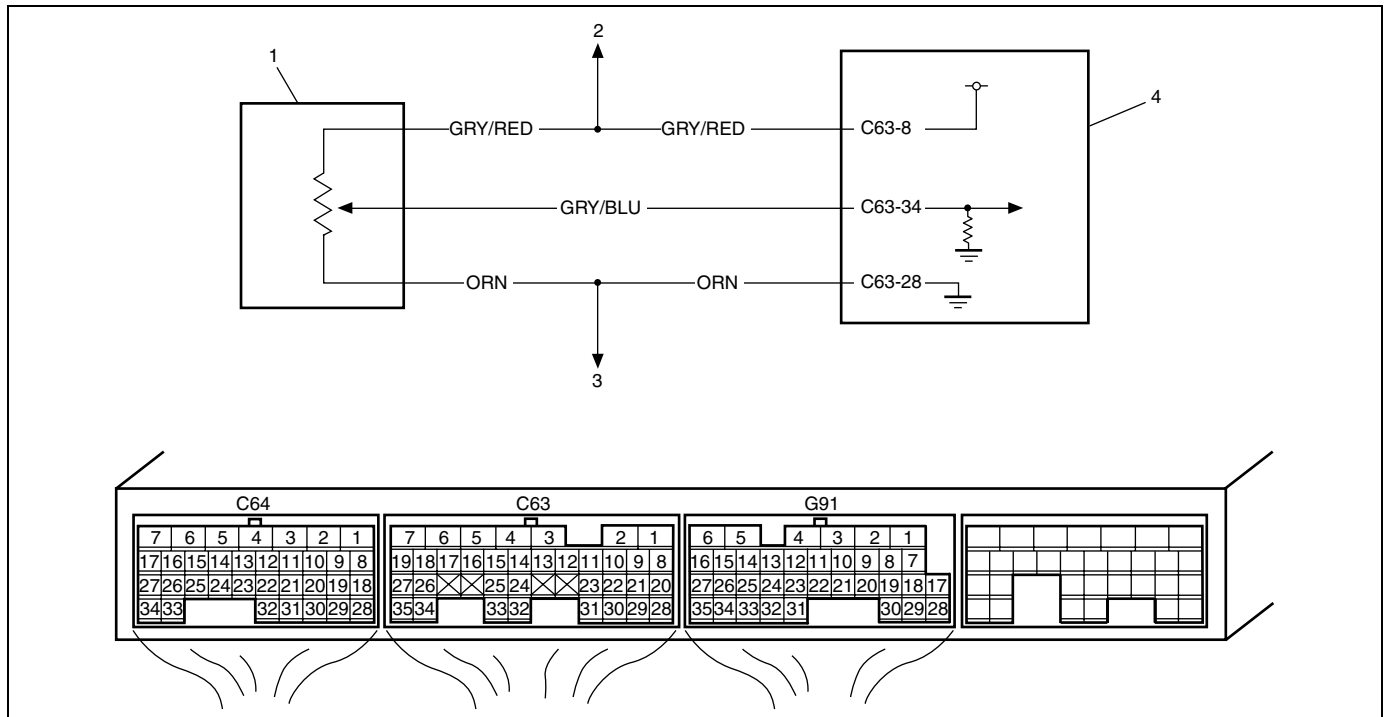 2
1
4
GRY/RED GRY/RED C63-8
GRY/BLU C63-34
ORN ORN C63-28
3
C64 C63 G91
7 6 5 4 3 2 1 7 6 5 4 3 2 1 6 5 4 3 2 1
17 16 15 14 13 12 11 10 9 8 19 18 17 16 15 14 13 12 11 10 9 8 16 15 14 13 12 11 10 9 8 7
27 26 25 24 23 22 21 20 19 18 27 26 25 24 23 22 21 20 27 26 25 24 23 22 21 20 19 18 17
34 33 32 31 30 29 28 35 34 33 32 31 30 29 28 35 34 33 32 31 30 29 28